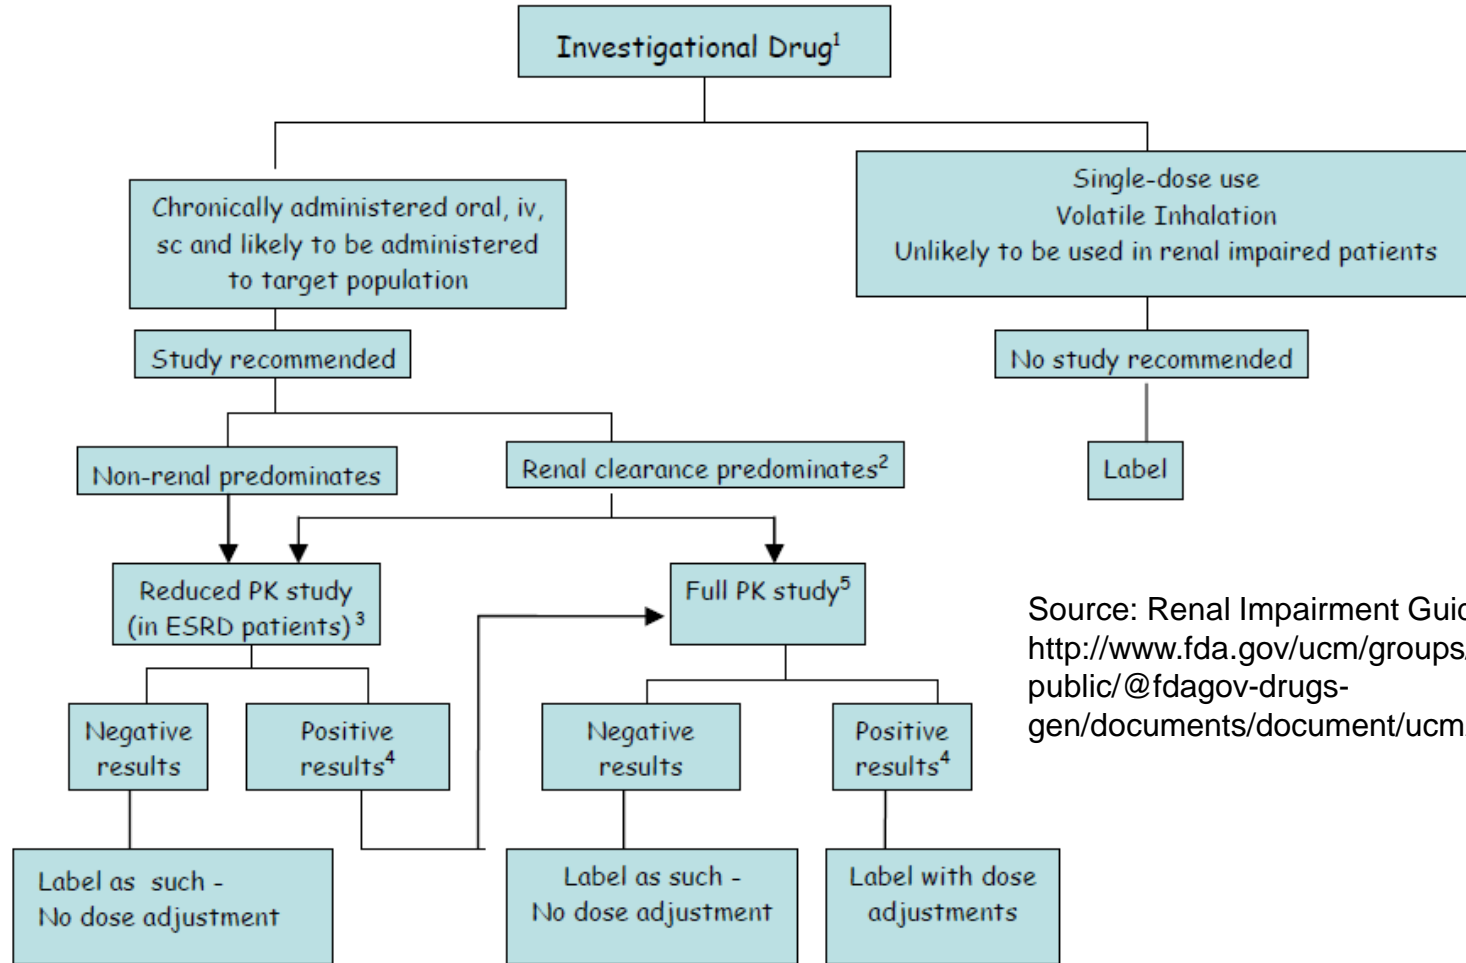 Investigational Drug¹
Chronically administered oral, iv,
sc and likely to be administered
to target population
Single-dose use
Volatile Inhalation
Unlikely to be used in renal impaired patients
Study recommended
No study recommended
Non-renal predominates
Renal clearance predominates²
Label
Reduced PK study
(in ESRD patients) ³
Full PK study⁵
Source: Renal Impairment
http://www.fda.gov/ucm/groups/
public/@fdagov-drugs-
gen/documents/document/ucm
Negative
results
Positive
results⁴
Negative
results
Positive
results⁴
Label as such -
No dose adjustment
Label as such -
No dose adjustment
Label with dose
adjustments